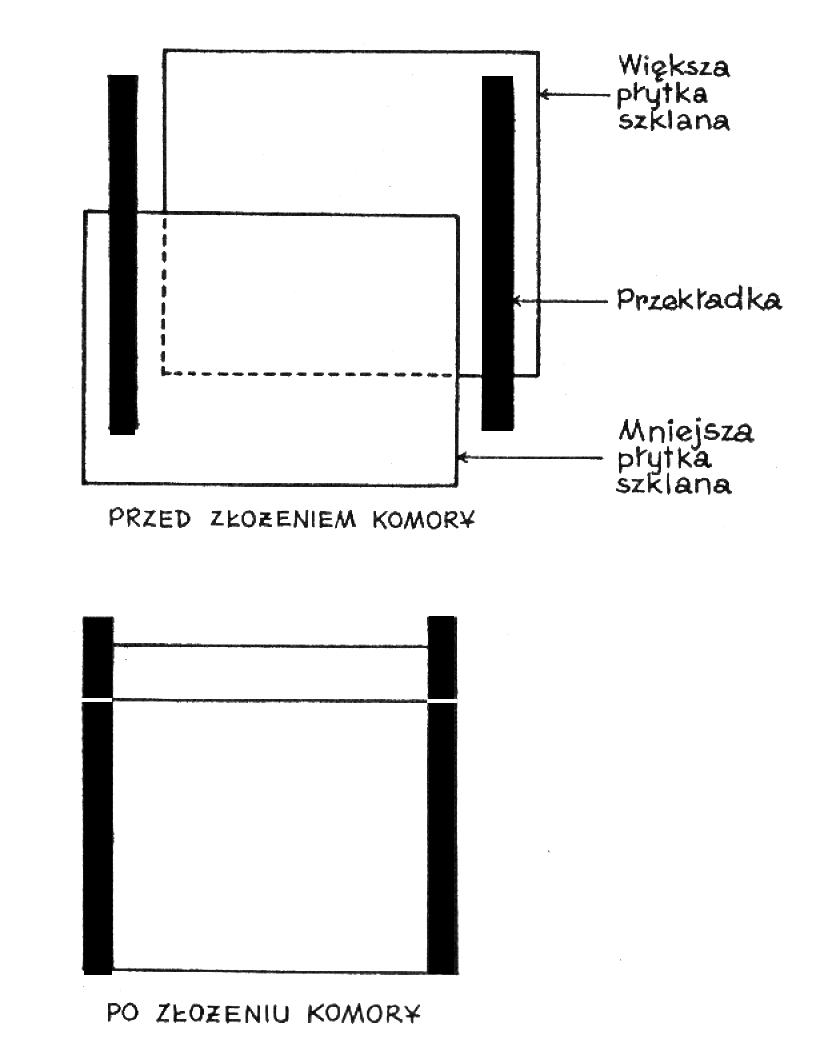 Większa
płytka
szklana
Przekładka
Mniejsza
płytka
szklana
PRZED ZŁOŻENIEM KOMORY
PO ZŁOŻENIU KOMORY